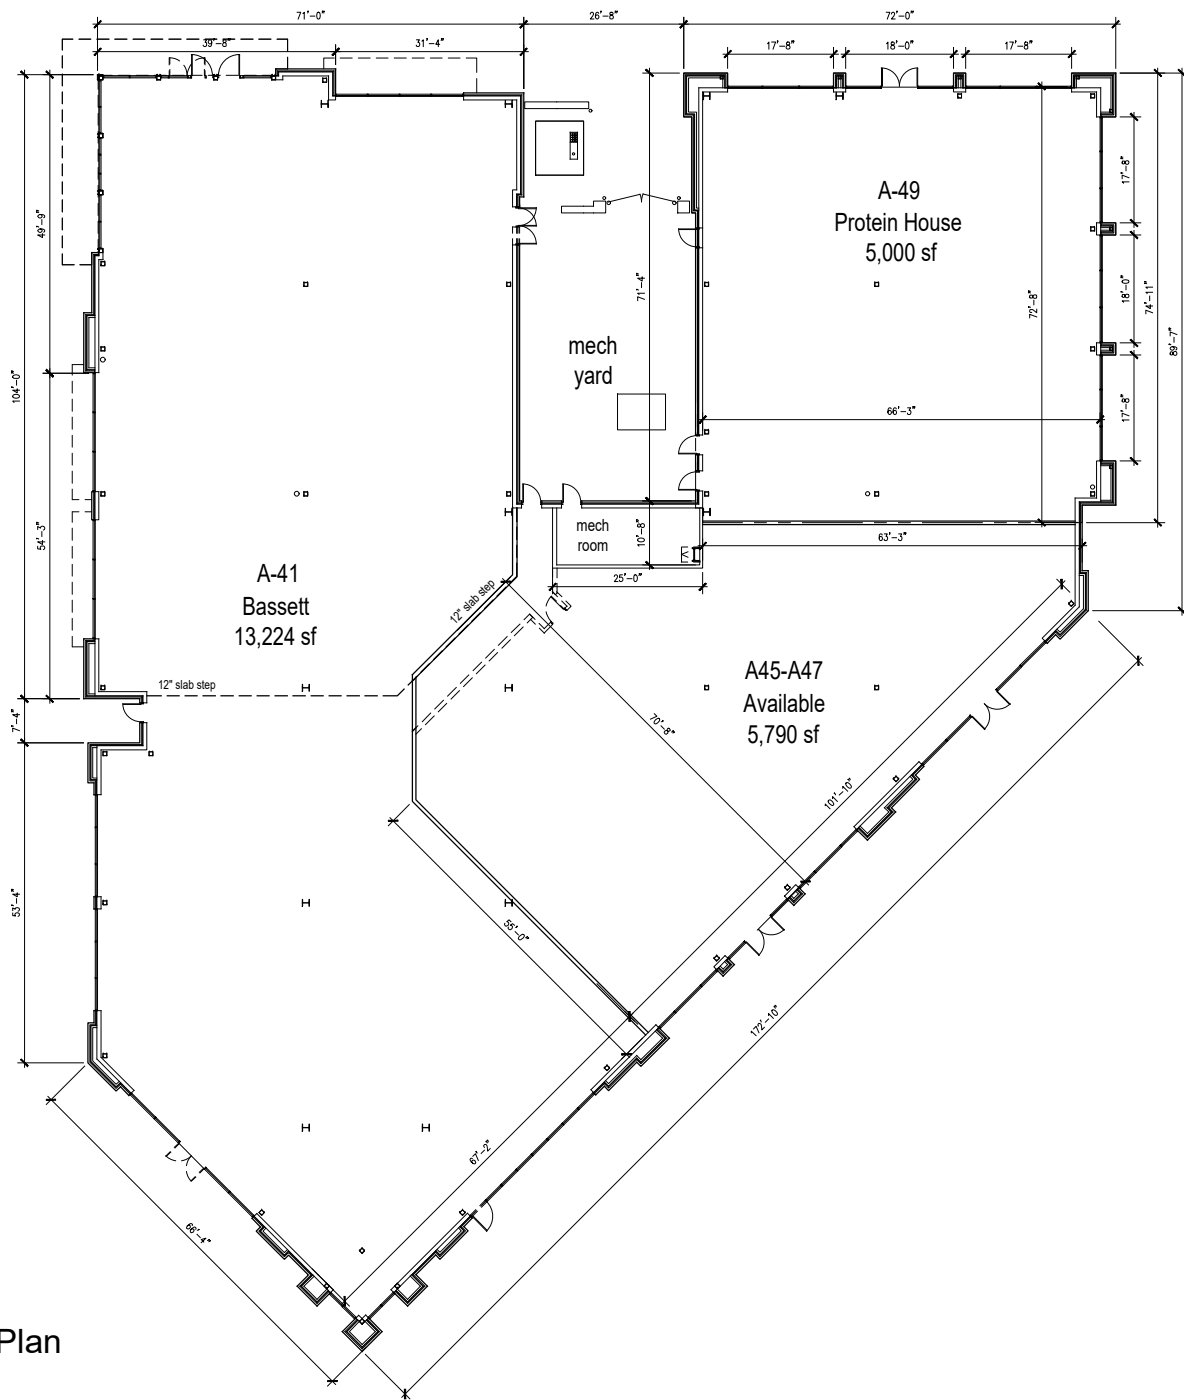 71'-0"
26'-8"
72'-0"
39'-8"
31'-4"
17'-8"
18'-0"
17'-8"
A-49
Protein House
5,000 sf
17'-8"
49'-9"
71'-4"
72'-8"
18'-0"
74'-11"
89'-7"
104'-0"
mech
yard
17'-8"
66'-3"
54'-3"
mech
room
10'-8"
63'-3"
25'-0"
A-41
Bassett
13,224 sf
12" slab step
12" slab step
A45-A47
Available
5,790 sf
7'-4"
70'-8"
101'-10"
53'-4"
55'-0"
172'-10"
67'-2"
66'-4"
Plan